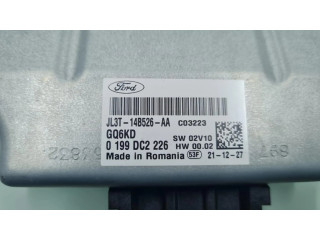 Ford
JL3T-14B526-AA C03223
GQ6KD SW 02V10
0 199 DC2 226 HW 00.02
Made in Romania 53F 21-12-27